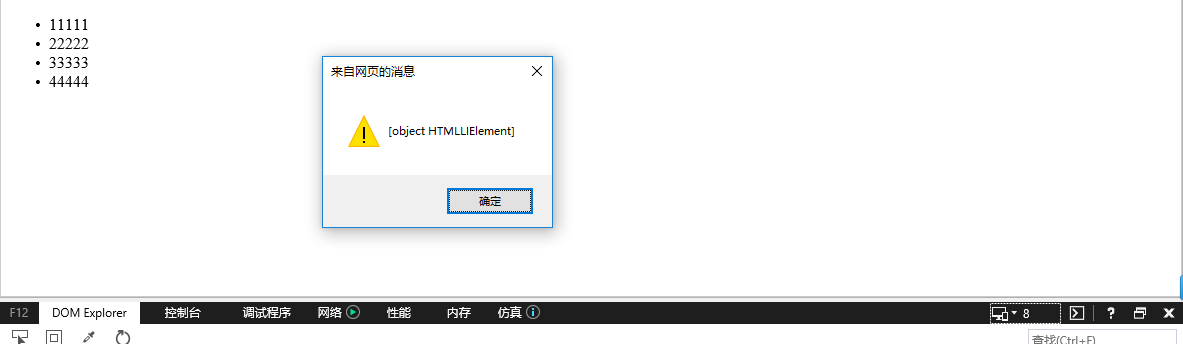 • 11111
• 22222
• 33333
• 44444
来自网页的消息
[object HTMLLIElement]
确定
F12 DOM Explorer 控制台 调试程序 网络 性能 内存 仿真 8 ?
查找(Ctrl+F)